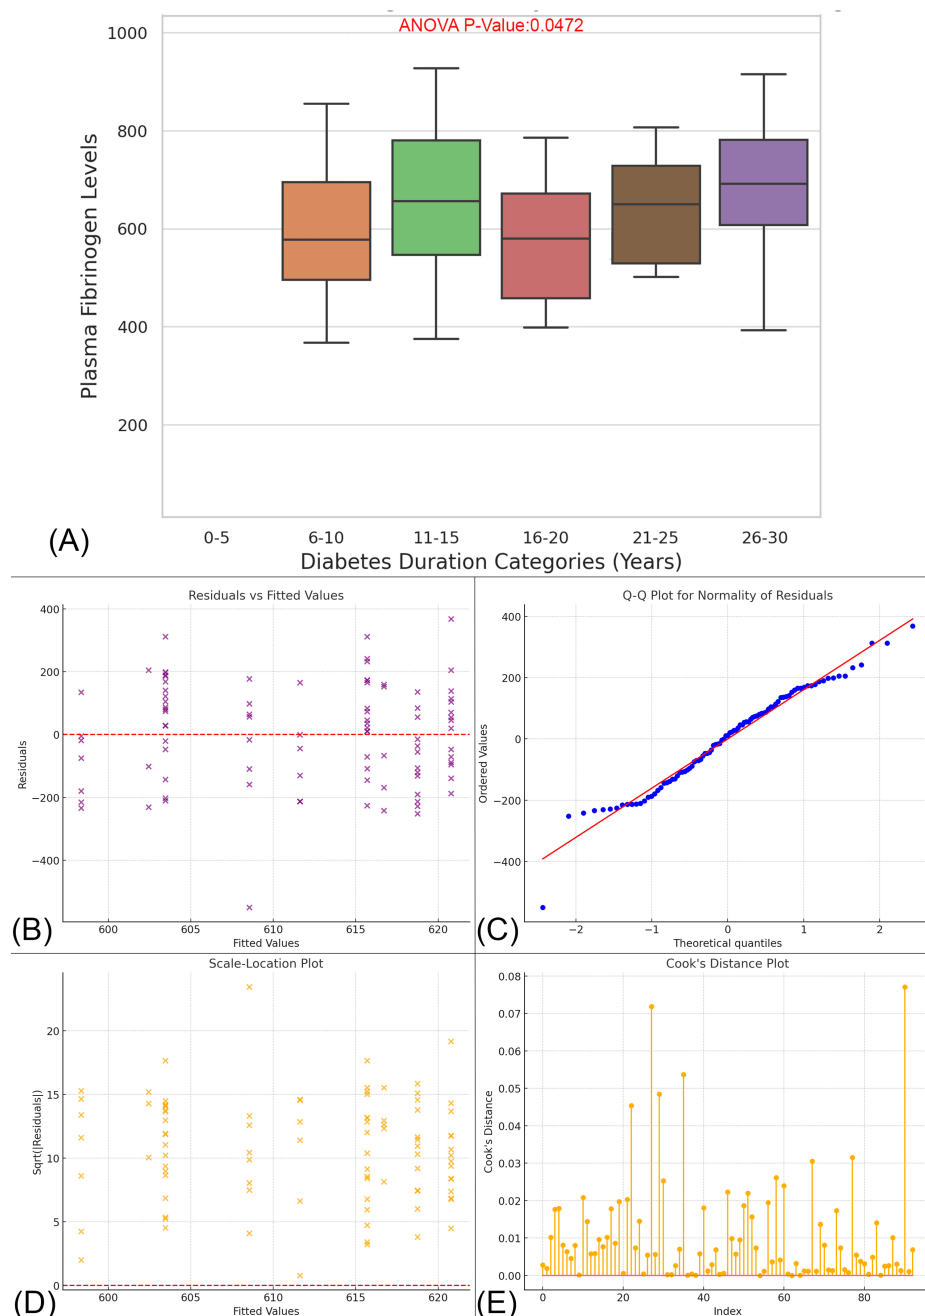 ANOVA P-Value:0.0472
1000
800
600
400
200
Plasma Fibrinogen Levels
0-5 6-10 11-15 16-20 21-25 26-30
Diabetes Duration Categories (Years)
(A)
Residuals vs Fitted Values
400
200
0
−200
−400
Residuals
600 605 610 615 620
Fitted Values
(B)
Q-Q Plot for Normality of Residuals
400
200
0
−200
−400
Ordered Values
−2 −1 0 1 2
Theoretical quantiles
(C)
Scale-Location Plot
20
15
10
5
0
Sqrt(|Residuals|)
600 605 610 615 620
Fitted Values
(D)
Cook's Distance Plot
0.08
0.07
0.06
0.05
0.04
0.03
0.02
0.01
0.00
Cook's Distance
0 20 40 60 80
Index
(E)